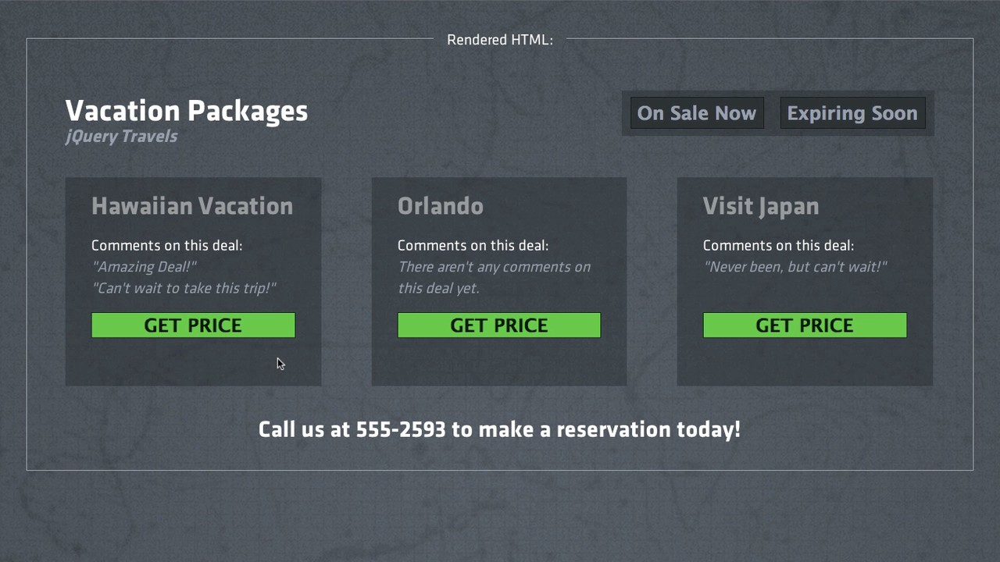 Rendered HTML:
Vacation Packages
jQuery Travels
On Sale Now
Expiring Soon
Hawaiian Vacation
Comments on this deal:
"Amazing Deal!"
"Can't wait to take this trip!"
GET PRICE
Orlando
Comments on this deal:
There aren't any comments on
this deal yet.
GET PRICE
Visit Japan
Comments on this deal:
"Never been, but can't wait!"
GET PRICE
Call us at 555-2593 to make a reservation today!